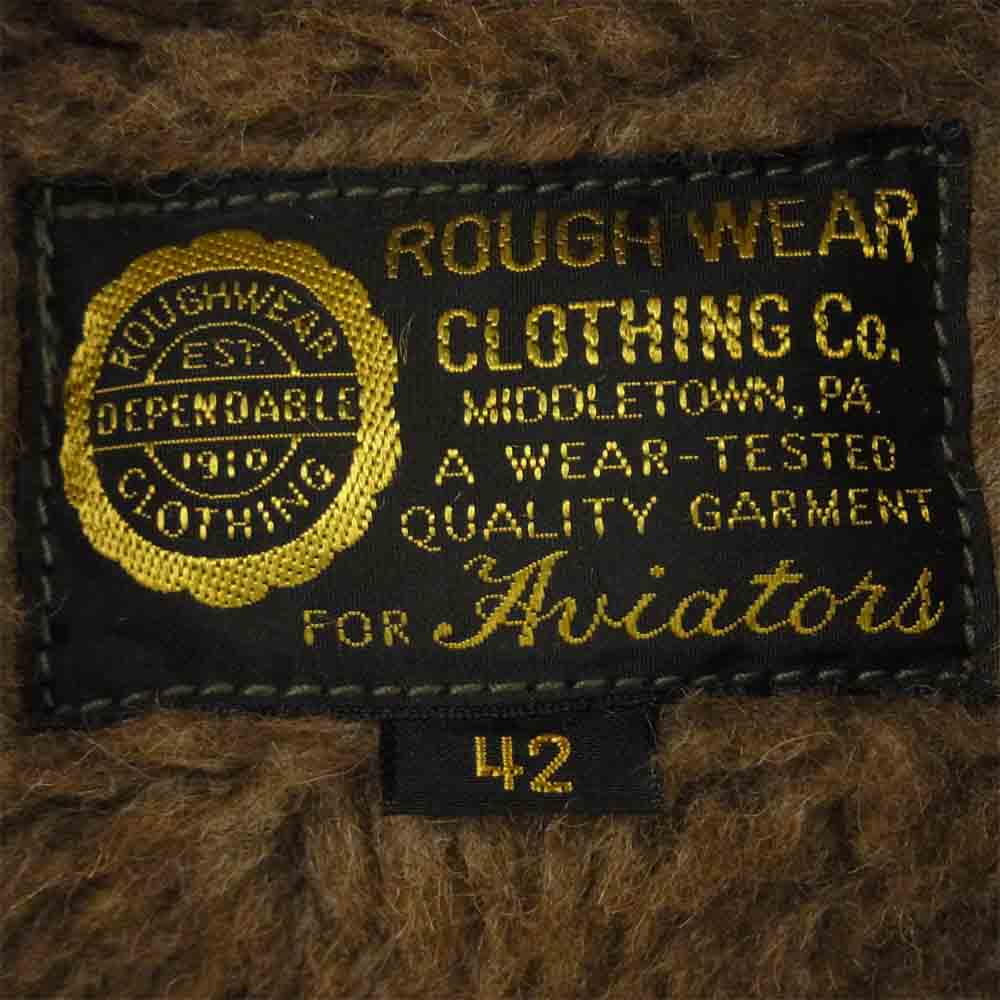 ROUGHWEAR
EST.
DEPENDABLE
1910
CLOTHING
ROUGH WEAR
CLOTHING Co.
MIDDLETOWN, PA.
A WEAR-TESTED
QUALITY GARMENT
FOR Aviators
42